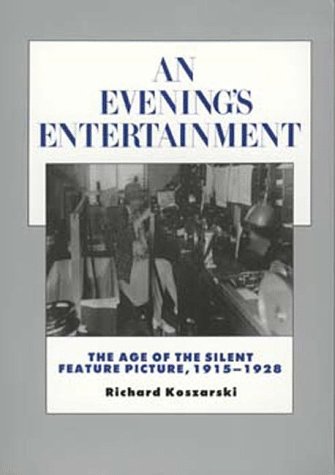 AN
EVENING'S
ENTERTAINMENT
THE AGE OF THE SILENT
FEATURE PICTURE, 1915–1928
Richard Koszarski